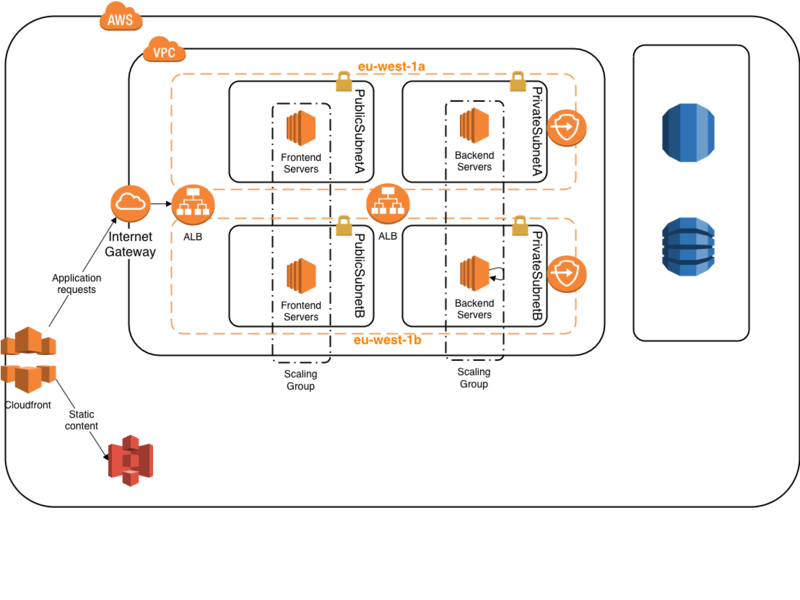 AWS
VPC
eu-west-1a
PublicSubnetA
Frontend
Servers
PrivateSubnetA
Backend
Servers
Internet
Gateway
ALB
ALB
PublicSubnetB
Frontend
Servers
PrivateSubnetB
Backend
Servers
eu-west-1b
Application
requests
Scaling
Group
Scaling
Group
Cloudfront
Static
content